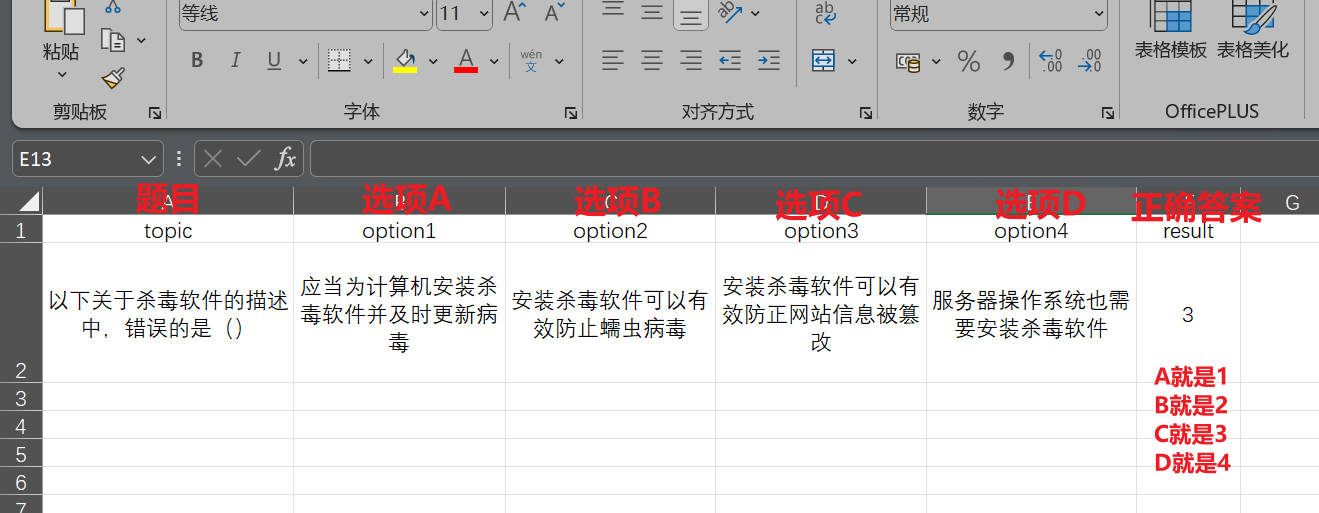 等线
11
A
A
ab
常规
粘贴
B
I
U
A
wén
文
%
.00
.00
表格模板
表格美化
剪贴板
字体
对齐方式
数字
OfficePLUS
E13
fx
题目
选项A
选项B
选项C
选项D
正确答案
G
1
topic
option1
option2
option3
option4
result
2
以下关于杀毒软件的描述
中，错误的是（）
应当为计算机安装杀
毒软件并及时更新病
毒
安装杀毒软件可以有
效防止蠕虫病毒
安装杀毒软件可以有
效防止网站信息被篡
改
服务器操作系统也需
要安装杀毒软件
3
A就是1
B就是2
C就是3
D就是4
3
4
5
6
7